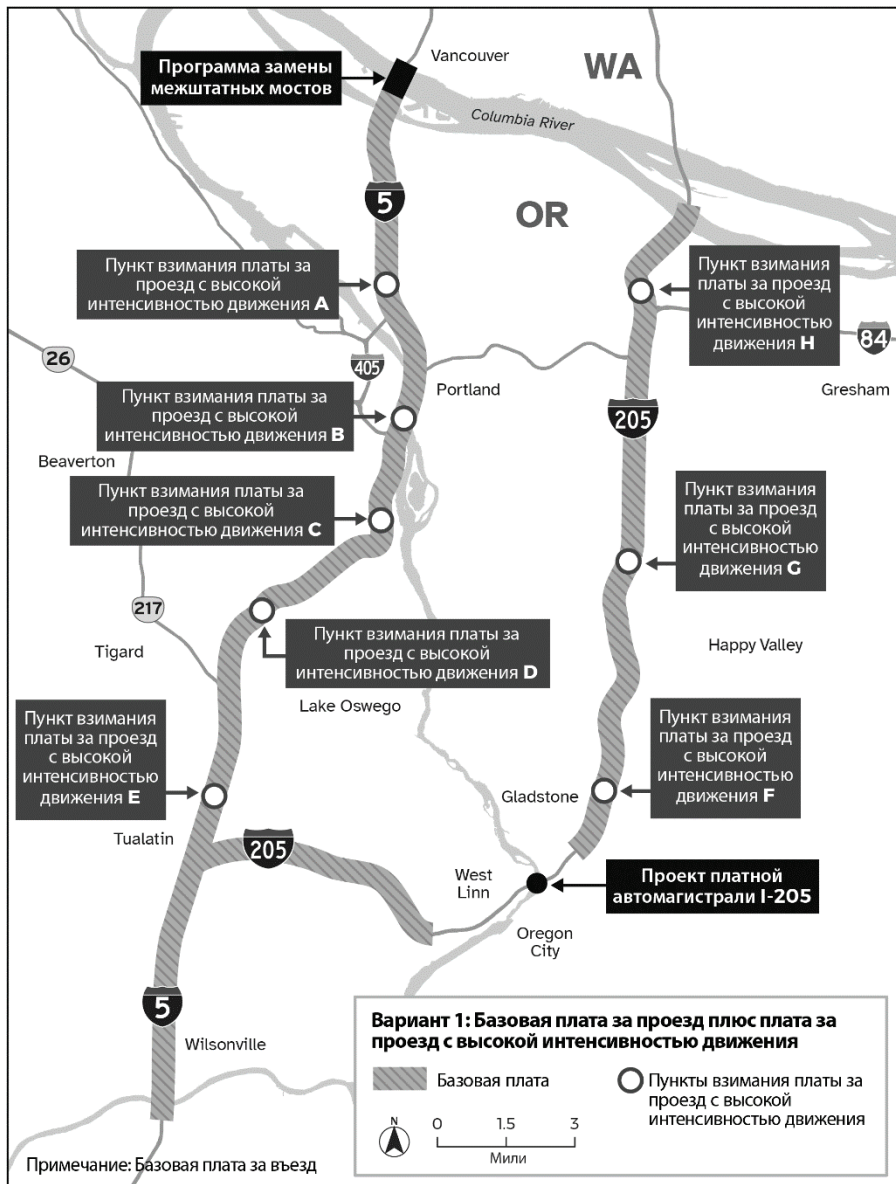 Vancouver
WA
Программа замены
межштатных мостов
Columbia River
5
OR
Пункт взимания платы за
проезд с высокой
интенсивностью движения A
Пункт взимания
платы за проезд
с высокой
интенсивностью
движения H
84
26
405
Portland
Gresham
Пункт взимания платы за
проезд с высокой
интенсивностью движения B
205
Beaverton
Пункт взимания платы за
проезд с высокой
интенсивностью движения C
Пункт взимания
платы за проезд
с высокой
интенсивностью
движения G
217
Tigard
Пункт взимания платы за
проезд с высокой
интенсивностью движения D
Happy Valley
Lake Oswego
Пункт взимания
платы за проезд
с высокой
интенсивностью
движения E
Пункт взимания
платы за проезд
с высокой
интенсивностью
движения F
Gladstone
Tualatin
205
West
Linn
Проект платной
автомагистрали I-205
Oregon
City
5
Wilsonville
Вариант 1: Базовая плата за проезд плюс плата за
проезд с высокой интенсивностью движения
Базовая плата
Пункты взимания платы за
проезд с высокой
интенсивностью движения
N
0 1.5 3
Мили
Примечание: Базовая плата за въезд